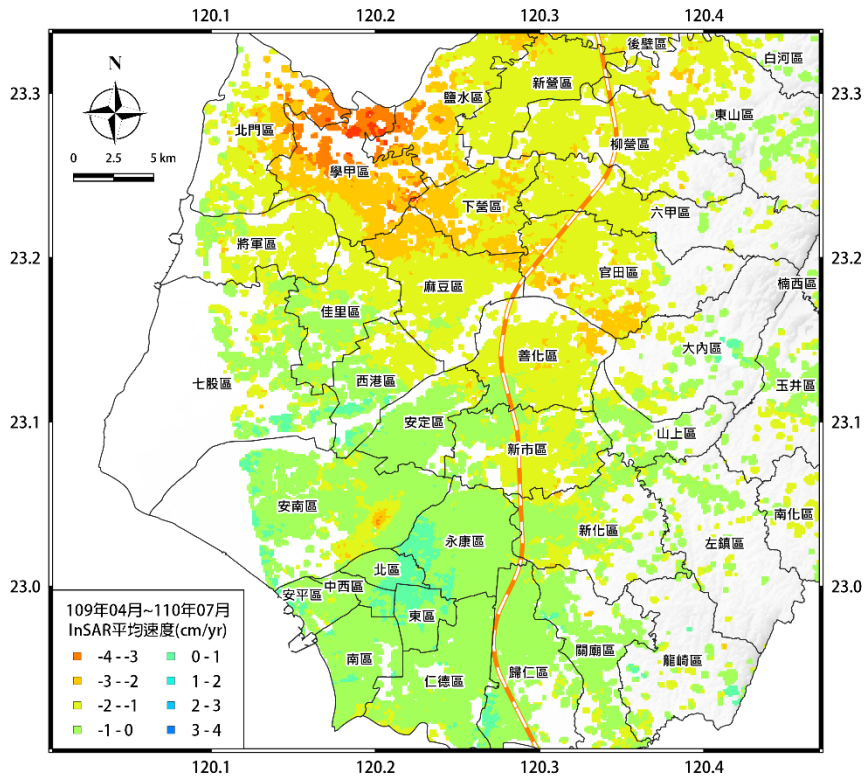 120.1 120.2 120.3 120.4
後壁區
白河區
23.3
N
鹽水區
新營區
東山區
北門區
柳營區
0 2.5 5 km
學甲區
下營區
六甲區
將軍區
23.2
官田區
楠西區
麻豆區
佳里區
大內區
善化區
七股區
西港區
玉井區
安定區
23.1
山上區
新市區
安南區
南化區
永康區
新化區
左鎮區
北區
23.0
中西區
安平區
東區
109年04月~110年07月
InSAR平均速度(cm/yr)
-4 --3 0 - 1
-3 --2 1 - 2
-2 --1 2 - 3
-1 - 0 3 - 4
南區
仁德區
歸仁區
關廟區
龍崎區
120.1 120.2 120.3 120.4